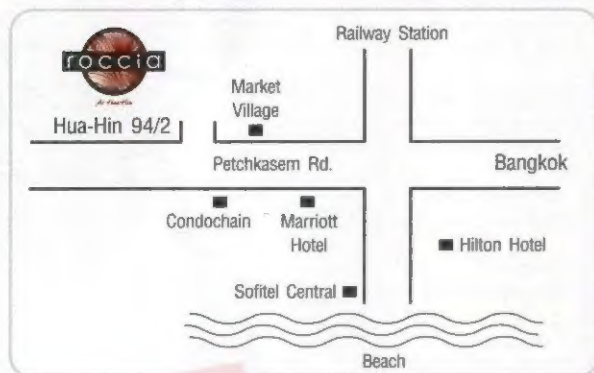 Railway Station
roccia
Market
Village
Hua-Hin 94/2
Petchkasem Rd.
Bangkok
Condochain
Marriott
Hotel
Hilton Hotel
Sofitel Central
Beach